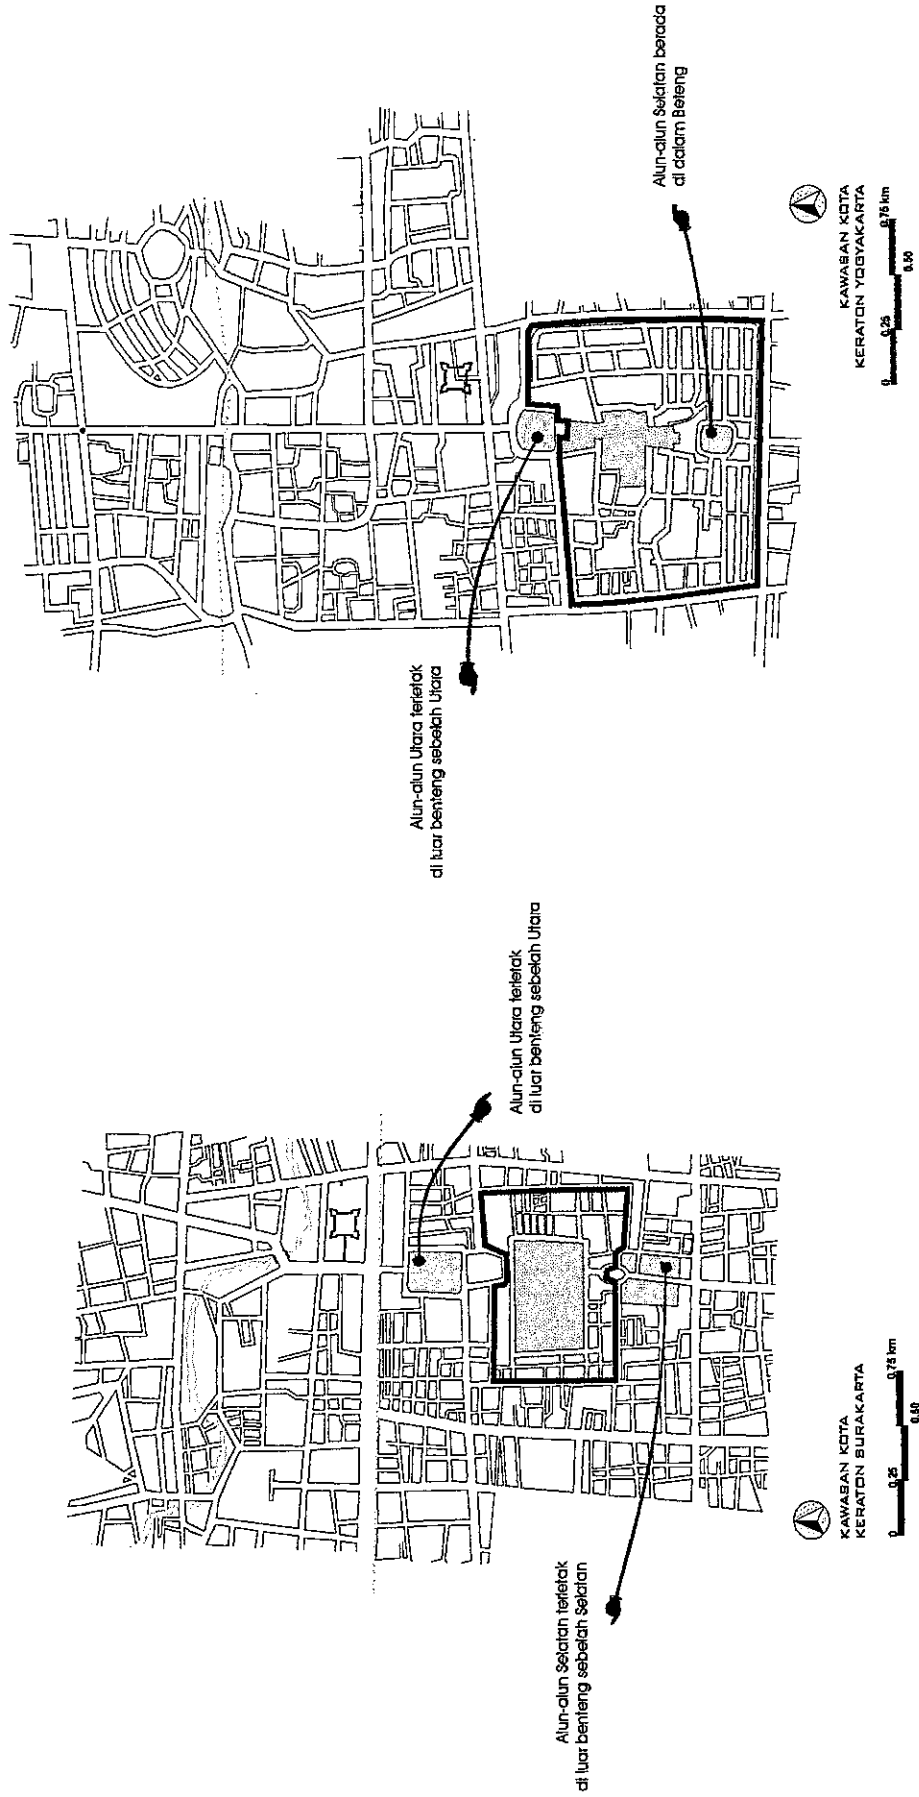 Alun-alun Utara terletak
di luar benteng sebelah Utara
Alun-alun Selatan terletak
di luar benteng sebelah Selatan
KAWASAN KOTA
KERATON SURAKARTA
0
0.25
0.50
0.75 km
Alun-alun Utara terletak
di luar benteng sebelah Utara
Alun-alun Selatan berada
di dalam Beteng
KAWASAN KOTA
KERATON YOGYAKARTA
0
0.25
0.50
0.75 km